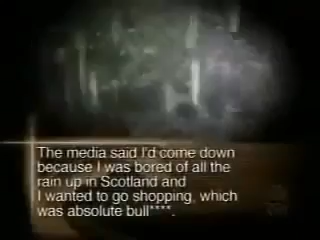 The media said I'd come down
because I was bored of all the
rain up in Scotland and
I wanted to go shopping, which
was absolute bull****.